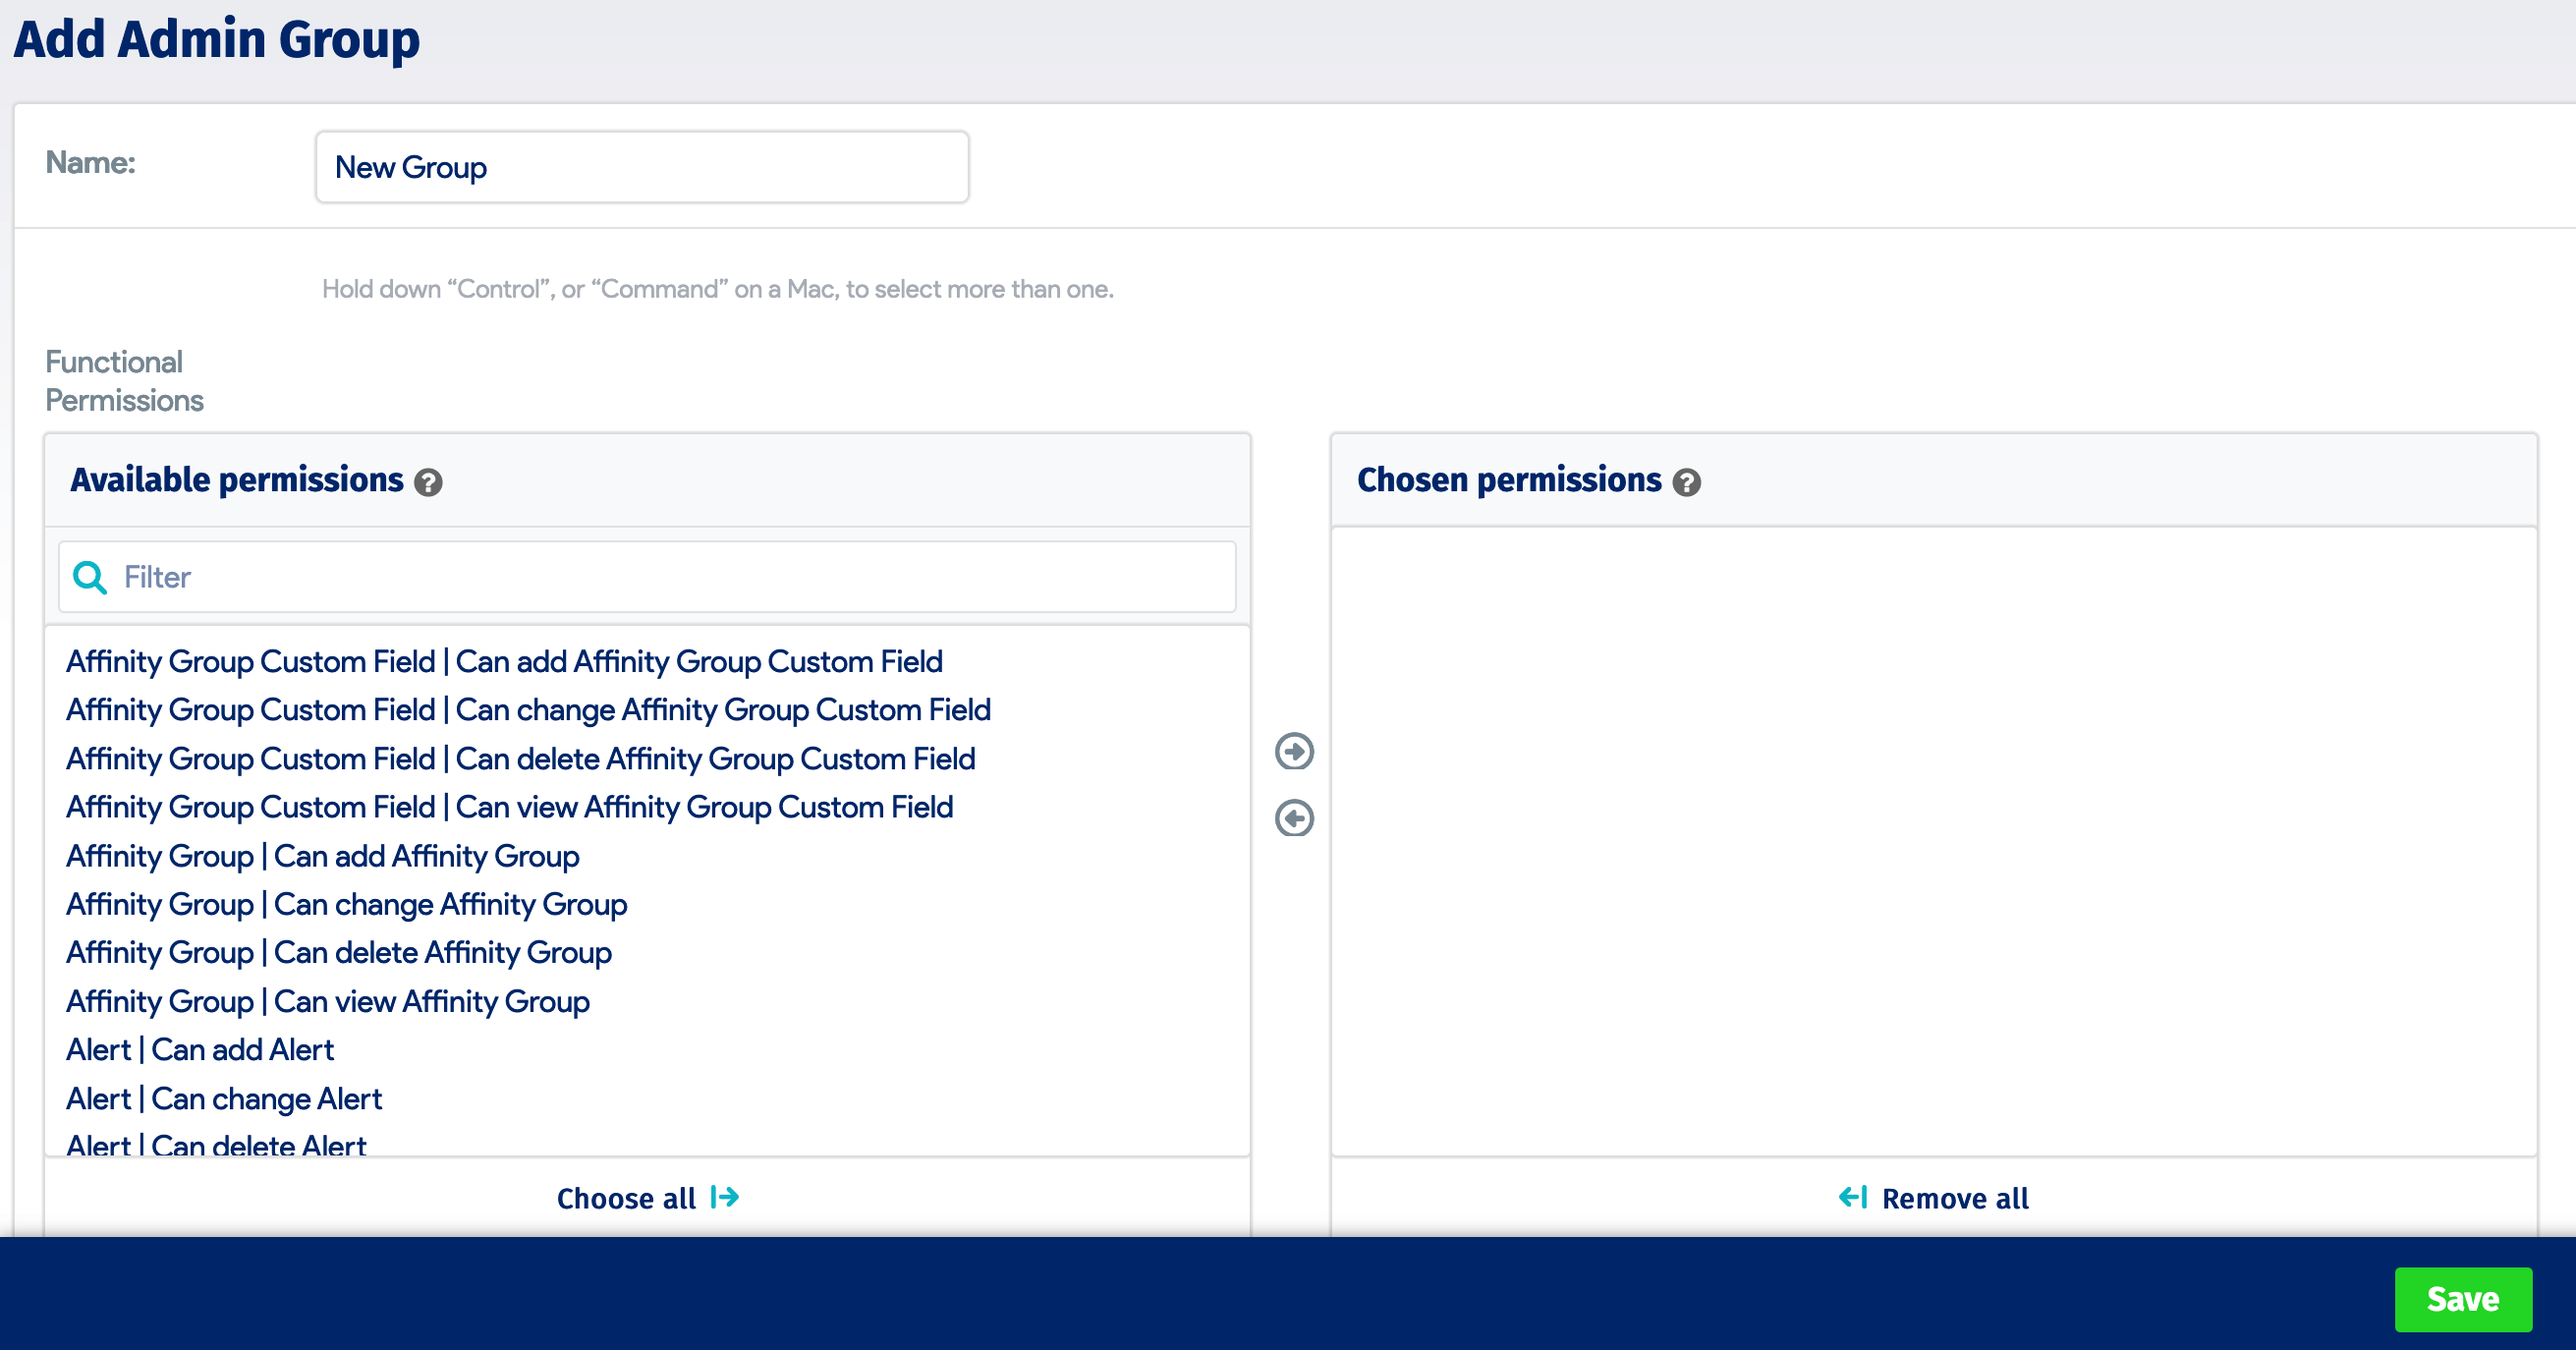 Add Admin Group
Name:
New Group
Hold down “Control”, or “Command” on a Mac, to select more than one.
Functional
Permissions
Available permissions ?
Filter
Affinity Group Custom Field | Can add Affinity Group Custom Field
Affinity Group Custom Field | Can change Affinity Group Custom Field
Affinity Group Custom Field | Can delete Affinity Group Custom Field
Affinity Group Custom Field | Can view Affinity Group Custom Field
Affinity Group | Can add Affinity Group
Affinity Group | Can change Affinity Group
Affinity Group | Can delete Affinity Group
Affinity Group | Can view Affinity Group
Alert | Can add Alert
Alert | Can change Alert
Alert | Can delete Alert
Choose all
Chosen permissions ?
Remove all
Save